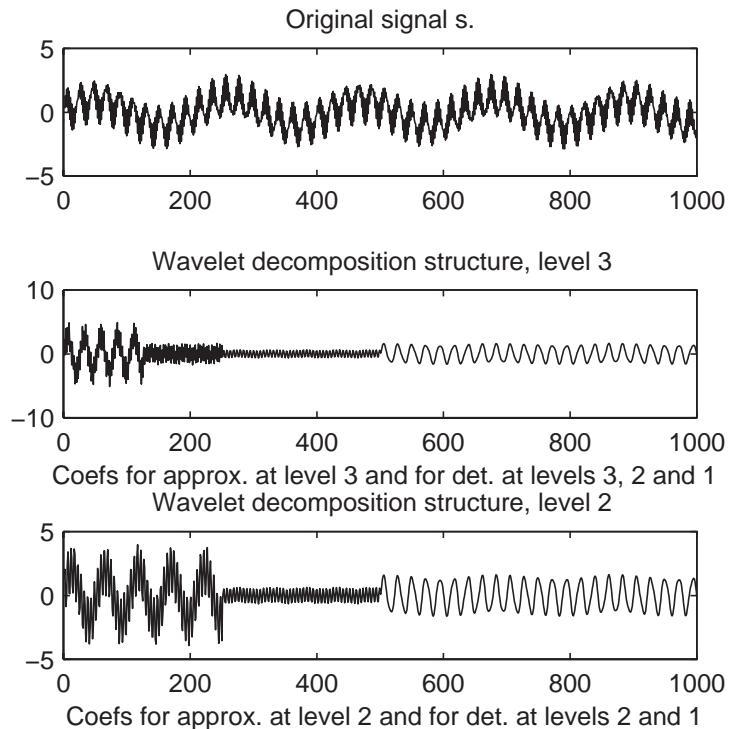 Original signal s.
5
0
−5
0 200 400 600 800 1000
Wavelet decomposition structure, level 3
10
0
−10
0 200 400 600 800 1000
Coefs for approx. at level 3 and for det. at levels 3, 2 and 1
Wavelet decomposition structure, level 2
5
0
−5
0 200 400 600 800 1000
Coefs for approx. at level 2 and for det. at levels 2 and 1